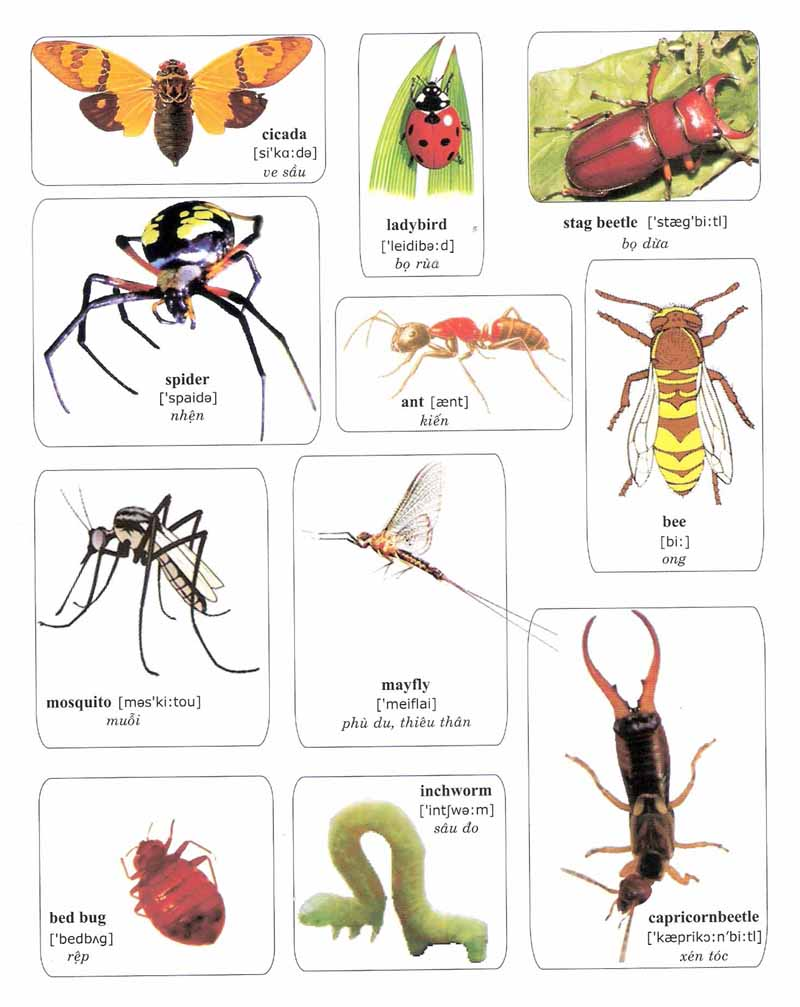 cicada
[si'kɑ:də]
ve sầu
ladybird
['leidibə:d]
bọ rùa
stag beetle ['stæg'bi:tl]
bọ dừa
spider
['spaidə]
nhện
ant [ænt]
kiến
bee
[bi:]
ong
mosquito [məs'ki:tou]
muỗi
mayfly
['meiflai]
phù du, thiêu thân
bed bug
['bedbʌg]
rệp
inchworm
['intʃwə:m]
sâu đo
capricornbeetle
['kæprikɔ:n'bi:tl]
xén tóc